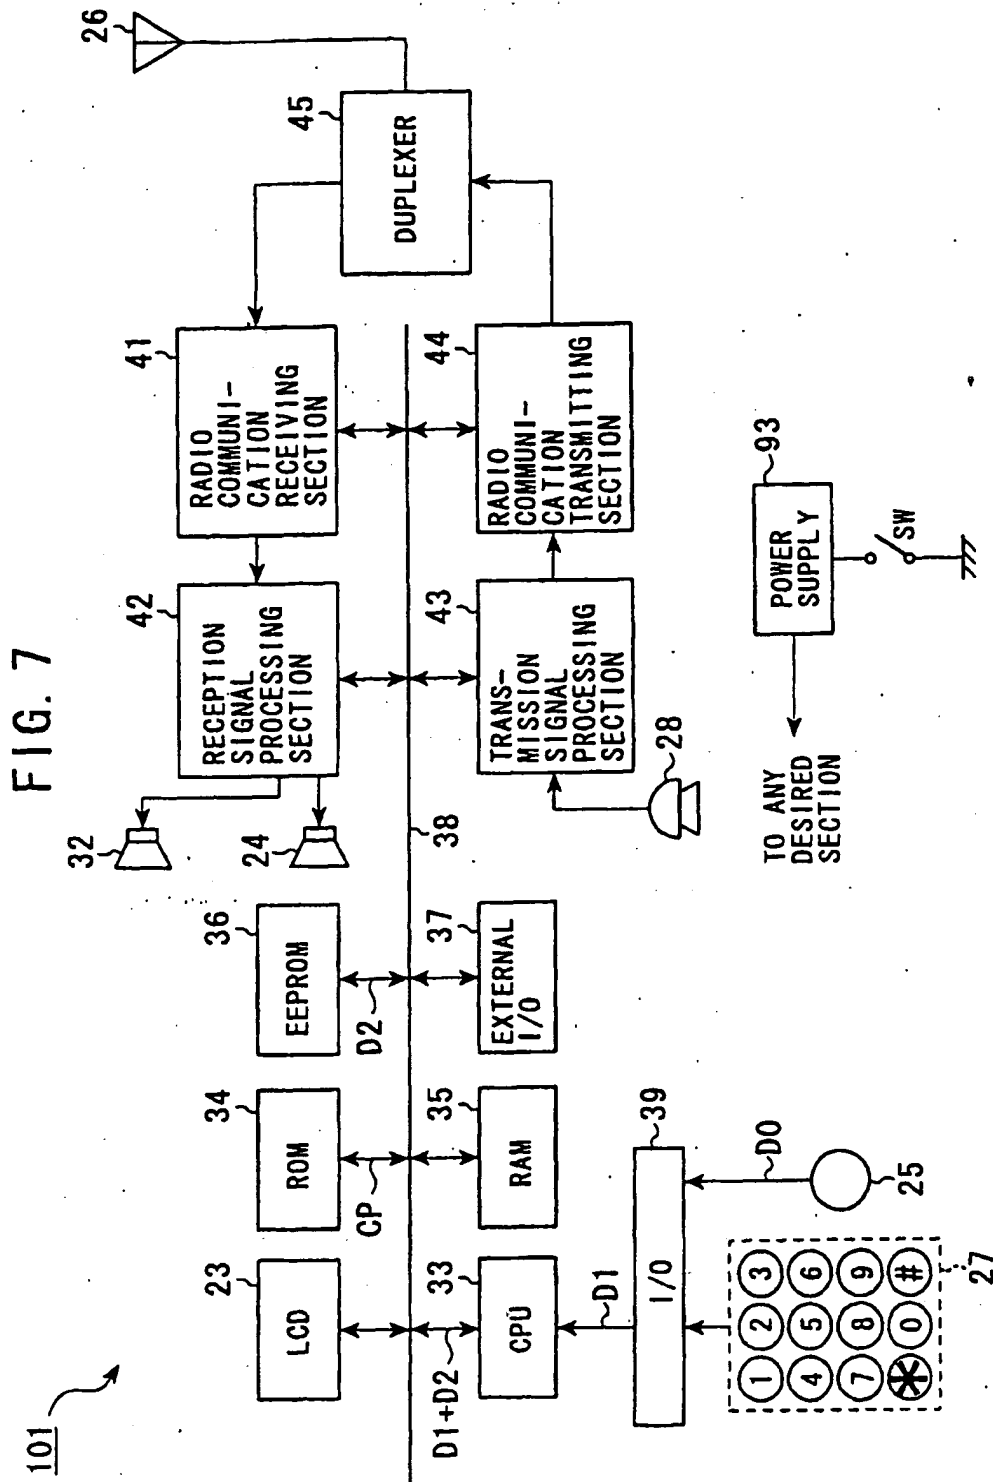 FIG. 7
101
26
45
DUPLEXER
41
RADIO
COMMUNI-
CATION
RECEIVING
SECTION
42
RECEPTION
SIGNAL
PROCESSING
SECTION
32
24
36
EEPROM
D2
34
ROM
CP
23
LCD
38
44
RADIO
COMMUNI-
CATION
TRANSMITTING
SECTION
43
TRANS-
MISSION
SIGNAL
PROCESSING
SECTION
28
37
EXTERNAL
I/O
35
RAM
33
CPU
D1+D2
D1
39
I/O
D0
25
1 2 3
4 5 6
7 8 9
* 0 #
27
93
POWER
SUPPLY
SW
TO ANY
DESIRED
SECTION